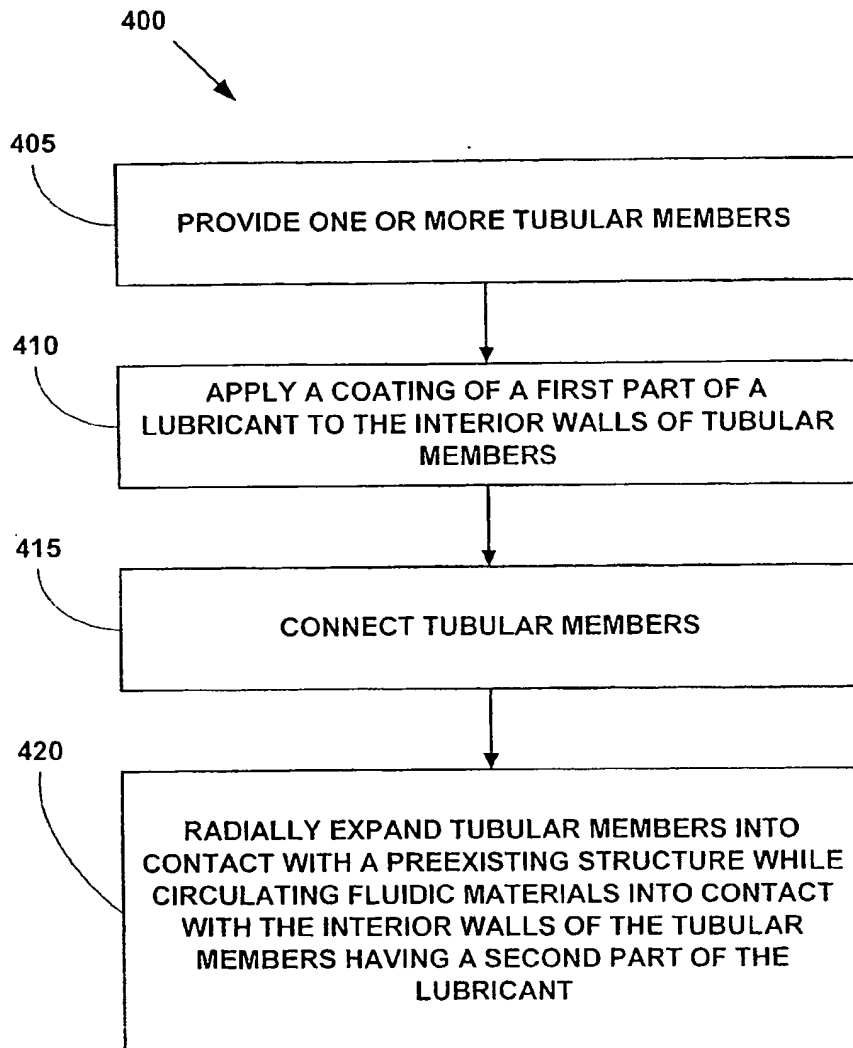 400
405
PROVIDE ONE OR MORE TUBULAR MEMBERS
410
APPLY A COATING OF A FIRST PART OF A
LUBRICANT TO THE INTERIOR WALLS OF TUBULAR
MEMBERS
415
CONNECT TUBULAR MEMBERS
420
RADIALLY EXPAND TUBULAR MEMBERS INTO
CONTACT WITH A PREEXISTING STRUCTURE WHILE
CIRCULATING FLUIDIC MATERIALS INTO CONTACT
WITH THE INTERIOR WALLS OF THE TUBULAR
MEMBERS HAVING A SECOND PART OF THE
LUBRICANT